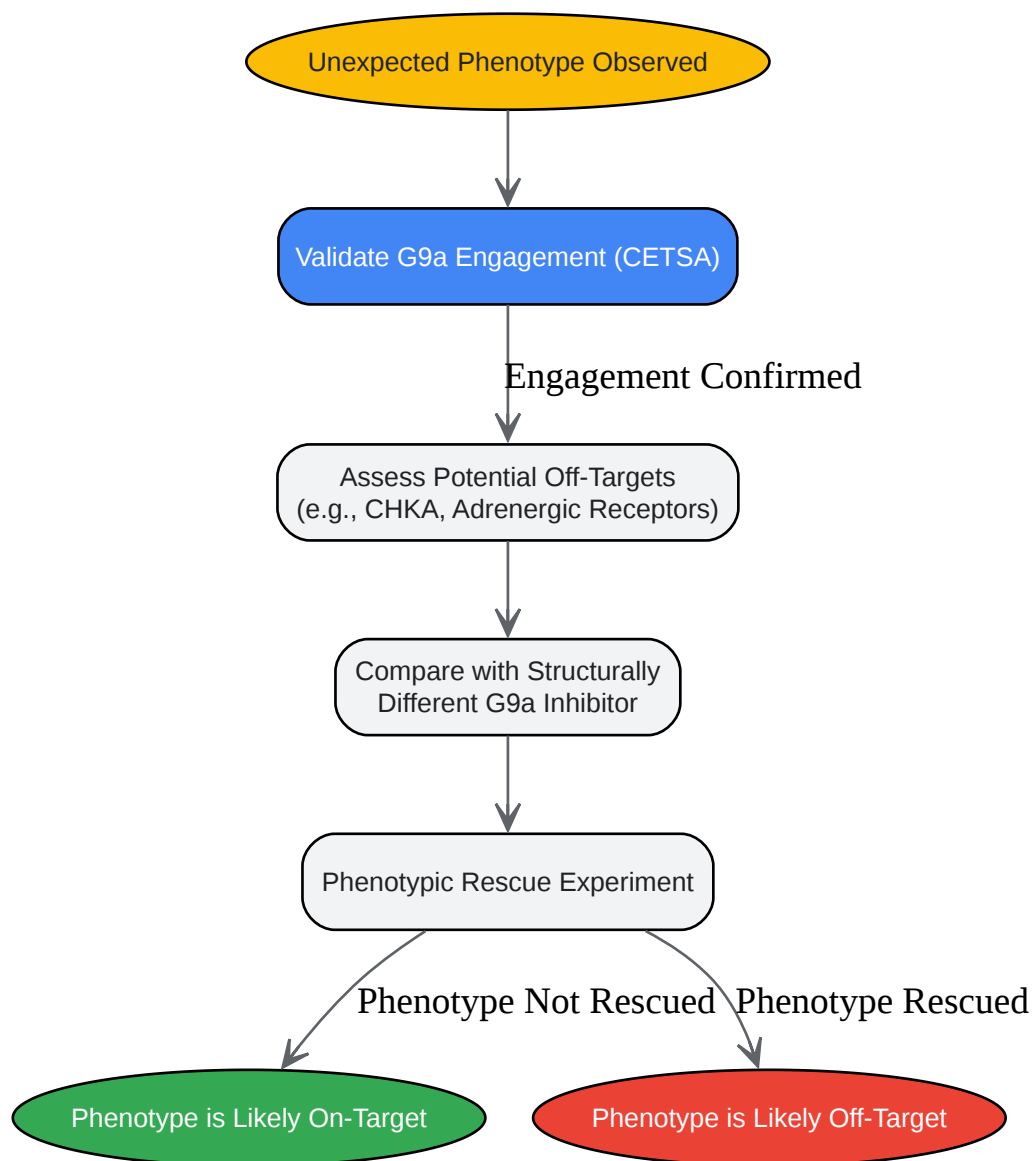 Unexpected Phenotype Observed
Validate G9a Engagement (CETSA)
Engagement Confirmed
Assess Potential Off-Targets
(e.g., CHKA, Adrenergic Receptors)
Compare with Structurally
Different G9a Inhibitor
Phenotypic Rescue Experiment
Phenotype Not Rescued
Phenotype Rescued
Phenotype is Likely On-Target
Phenotype is Likely Off-Target